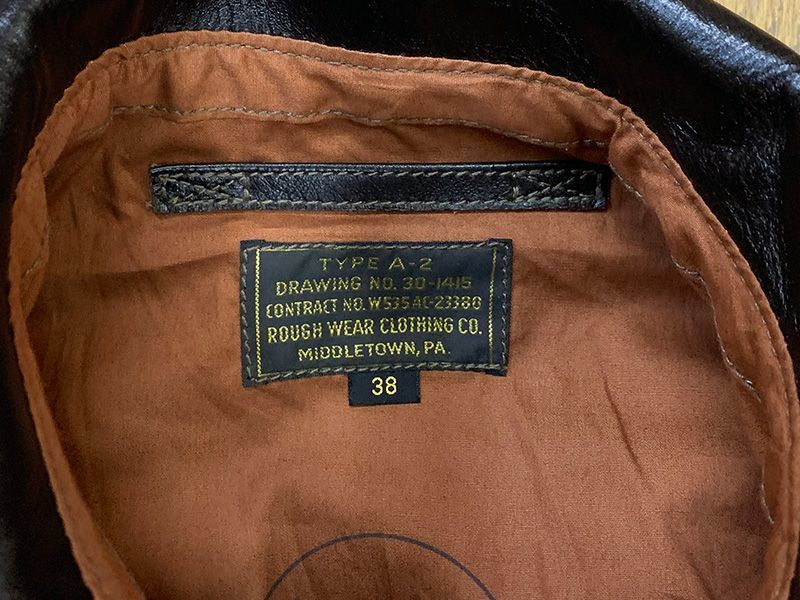 TYPE A-2
DRAWING NO. 30-1415
CONTRACT NO. W535 AC-23380
ROUGH WEAR CLOTHING CO.
MIDDLETOWN, PA.
38